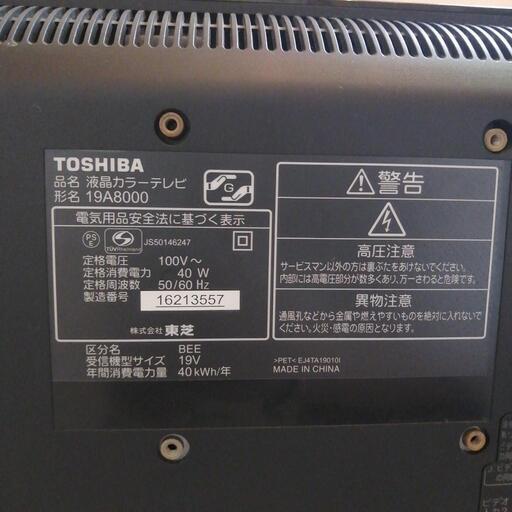 TOSHIBA
品名 液晶カラーテレビ
形名 19A8000
G
電気用品安全法に基づく表示
PS
E
TÜVRheinland
JS50146247
定格電圧 100V～
定格消費電力 40 W
定格周波数 50/60 Hz
製造番号 16213557
株式会社 東芝
区分名 BEE
受信機型サイズ 19V
年間消費電力量 40kWh/年
警告
高圧注意
サービスマン以外の方は裏ぶたをあけないでください。
内部には高電圧部分が数多くあり、万一さわると危険です。
異物注意
通風孔などから金属や燃えやすいものを絶対に入れないで
ください。火災・感電の原因となります。
>PET< EJ4TA19010I
MADE IN CHINA
ビデオ